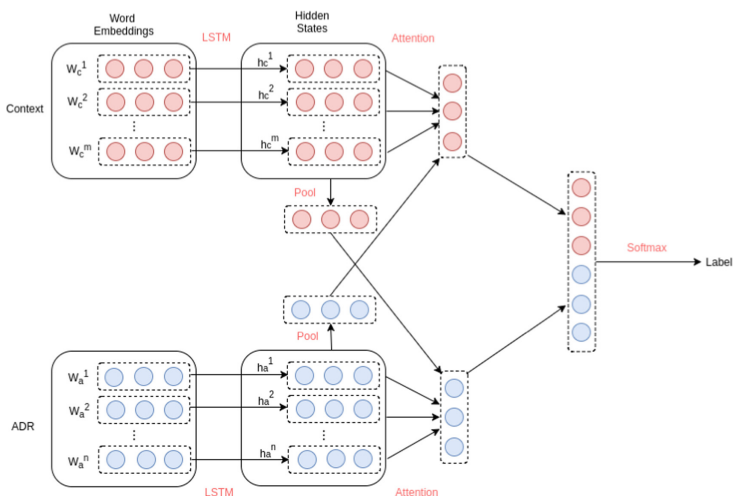 Word
Embeddings
LSTM
Hidden
States
Attention
Context
Wc1
hc1
Wc2
hc2
⋮
⋮
Wcm
hcm
Pool
Softmax
Label
Pool
ADR
Wa1
ha1
Wa2
ha2
⋮
⋮
Wan
han
LSTM
Attention